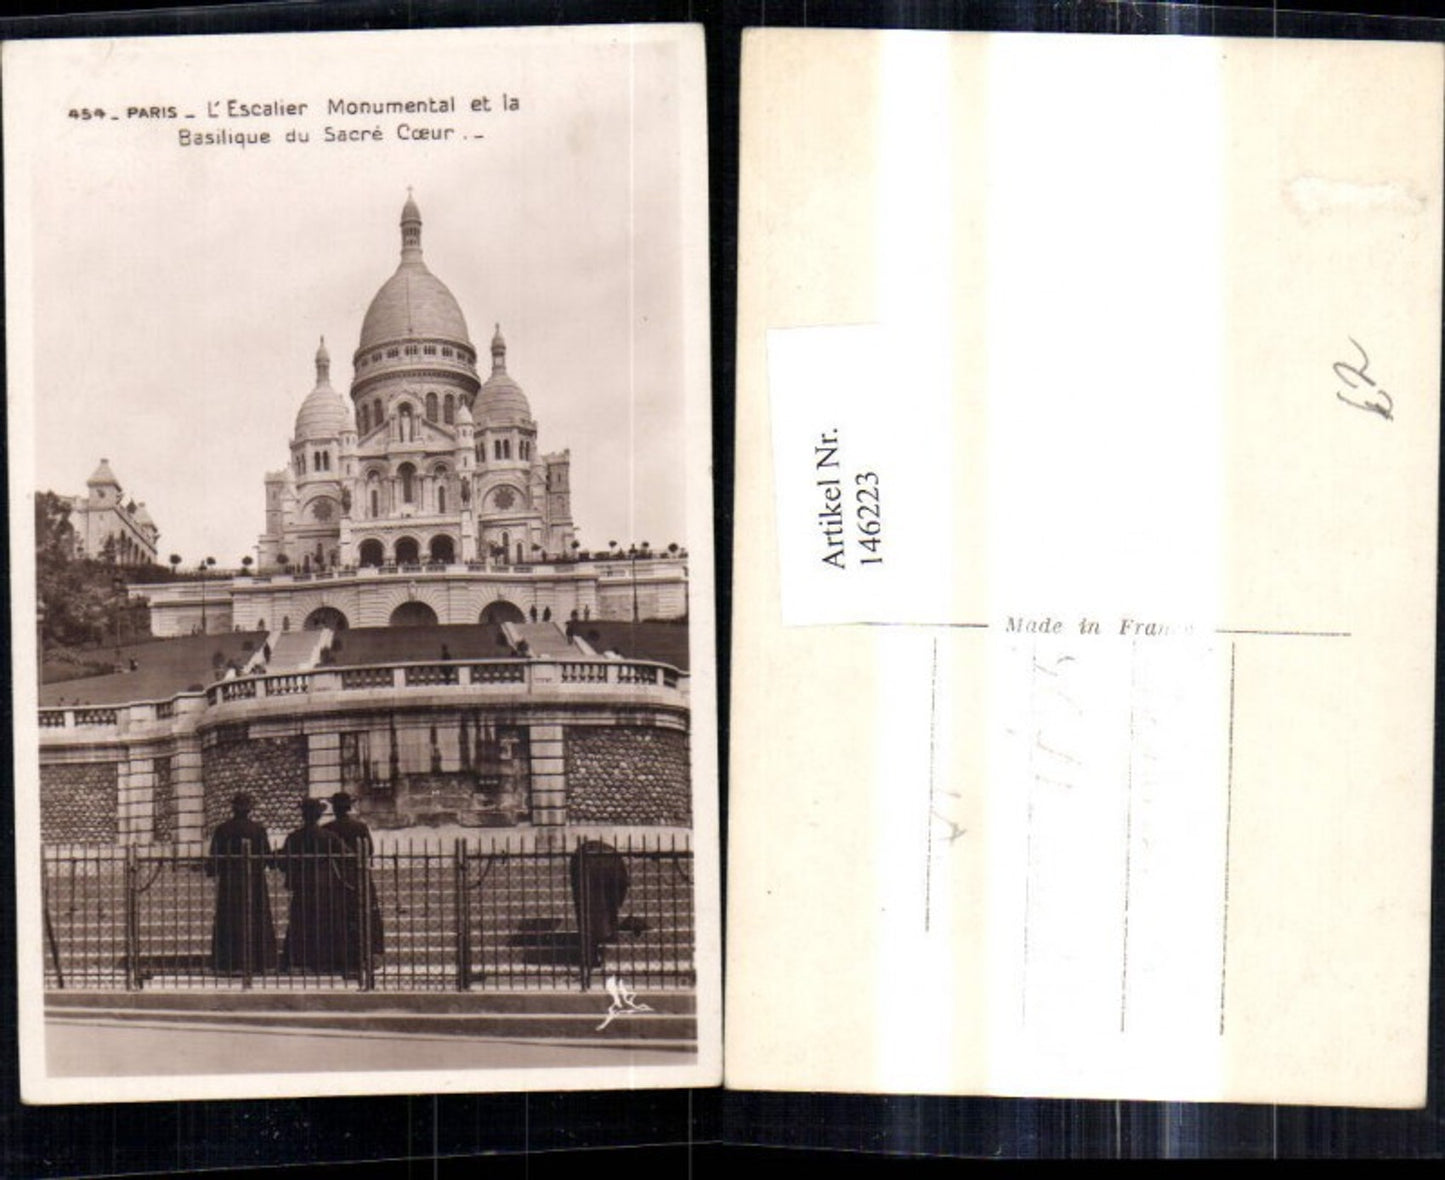 454 - PARIS - L'Escalier Monumental et la
Basilique du Sacré Cœur . -
Artikel Nr.
146223
Made in France